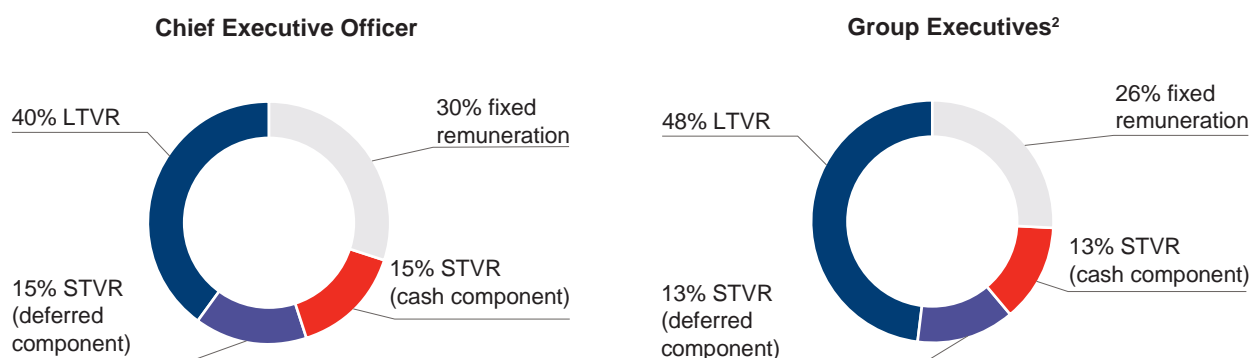 Chief Executive Officer
40% LTVR
30% fixed
remuneration
15% STVR
(cash component)
15% STVR
(deferred
component)
Group Executives²
48% LTVR
26% fixed
remuneration
13% STVR
(cash component)
13% STVR
(deferred
component)